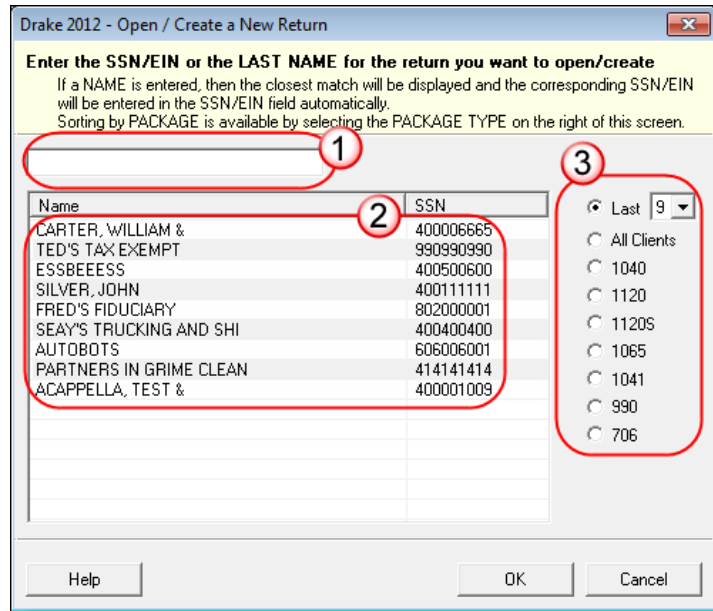 Drake 2012 - Open / Create a New Return
Enter the SSN/EIN or the LAST NAME for the return you want to open/create
If a NAME is entered, then the closest match will be displayed and the corresponding SSN/EIN
will be entered in the SSN/EIN field automatically.
Sorting by PACKAGE is available by selecting the PACKAGE TYPE on the right of this screen.
1
3
Name SSN
2
CARTER, WILLIAM & 400006665
TED'S TAX EXEMPT 990990990
ESSBEEESS 400500600
SILVER, JOHN 400111111
FRED'S FIDUCIARY 802000001
SEAY'S TRUCKING AND SHI 400400400
AUTOBOTS 606006001
PARTNERS IN GRIME CLEAN 414141414
ACAPPELLA, TEST & 400001009
Last 9
All Clients
1040
1120
1120S
1065
1041
990
706
Help OK Cancel